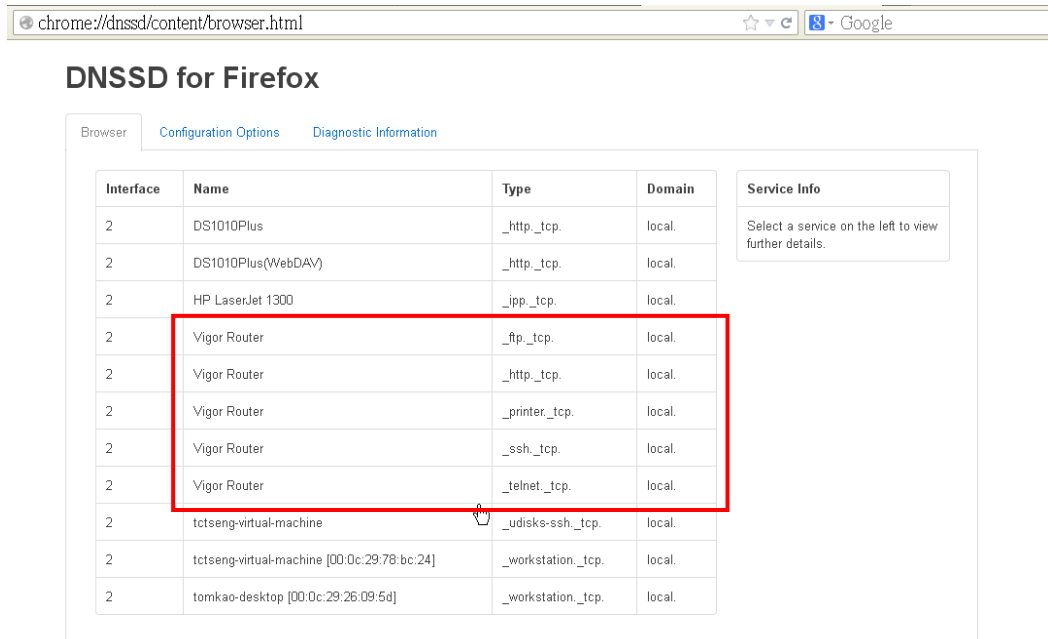 chrome://dnssd/content/browser.html
8 Google
DNSSD for Firefox
Browser Configuration Options Diagnostic Information
Interface Name Type Domain Service Info
2 DS1010Plus _http._tcp. local. Select a service on the left to view
further details.
2 DS1010Plus(WebDAV) _http._tcp. local.
2 HP LaserJet 1300 _ipp._tcp. local.
2 Vigor Router _ftp._tcp. local.
2 Vigor Router _http._tcp. local.
2 Vigor Router _printer._tcp. local.
2 Vigor Router _ssh._tcp. local.
2 Vigor Router _telnet._tcp. local.
2 tctseng-virtual-machine _udisks-ssh._tcp. local.
2 tctseng-virtual-machine [00:0c:29:78:bc:24] _workstation._tcp. local.
2 tomkao-desktop [00:0c:29:26:09:5d] _workstation._tcp. local.